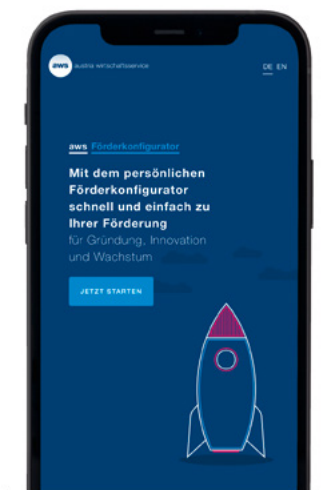 aws austria wirtschaftsservice
DE EN
aws Förderkonfigurator
Mit dem persönlichen
Förderkonfigurator
schnell und einfach zu
Ihrer Förderung
für Gründung, Innovation
und Wachstum
JETZT STARTEN